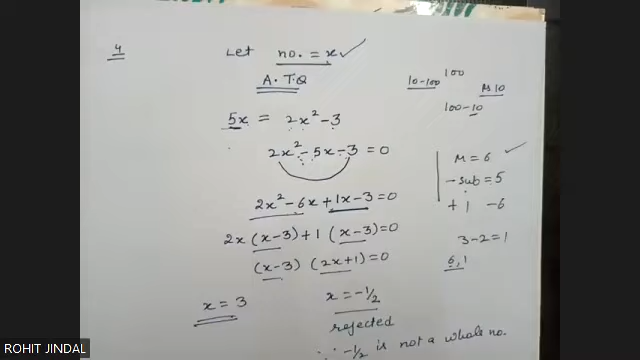 4
Let no. = x ✓
A.T.Q
5x = 2x² - 3
2x² - 5x - 3 = 0
2x² - 6x + 1x - 3 = 0
2x (x-3) + 1 (x-3) = 0
(x-3) (2x+1) = 0
x = 3 x = -1/2
rejected
∵ -1/2 is not a whole no.
10-100 100
Rs 10
100-10
M = 6 ✓
- sub = 5
+ 1 -6
3-2 = 1
6,1
ROHIT JINDAL